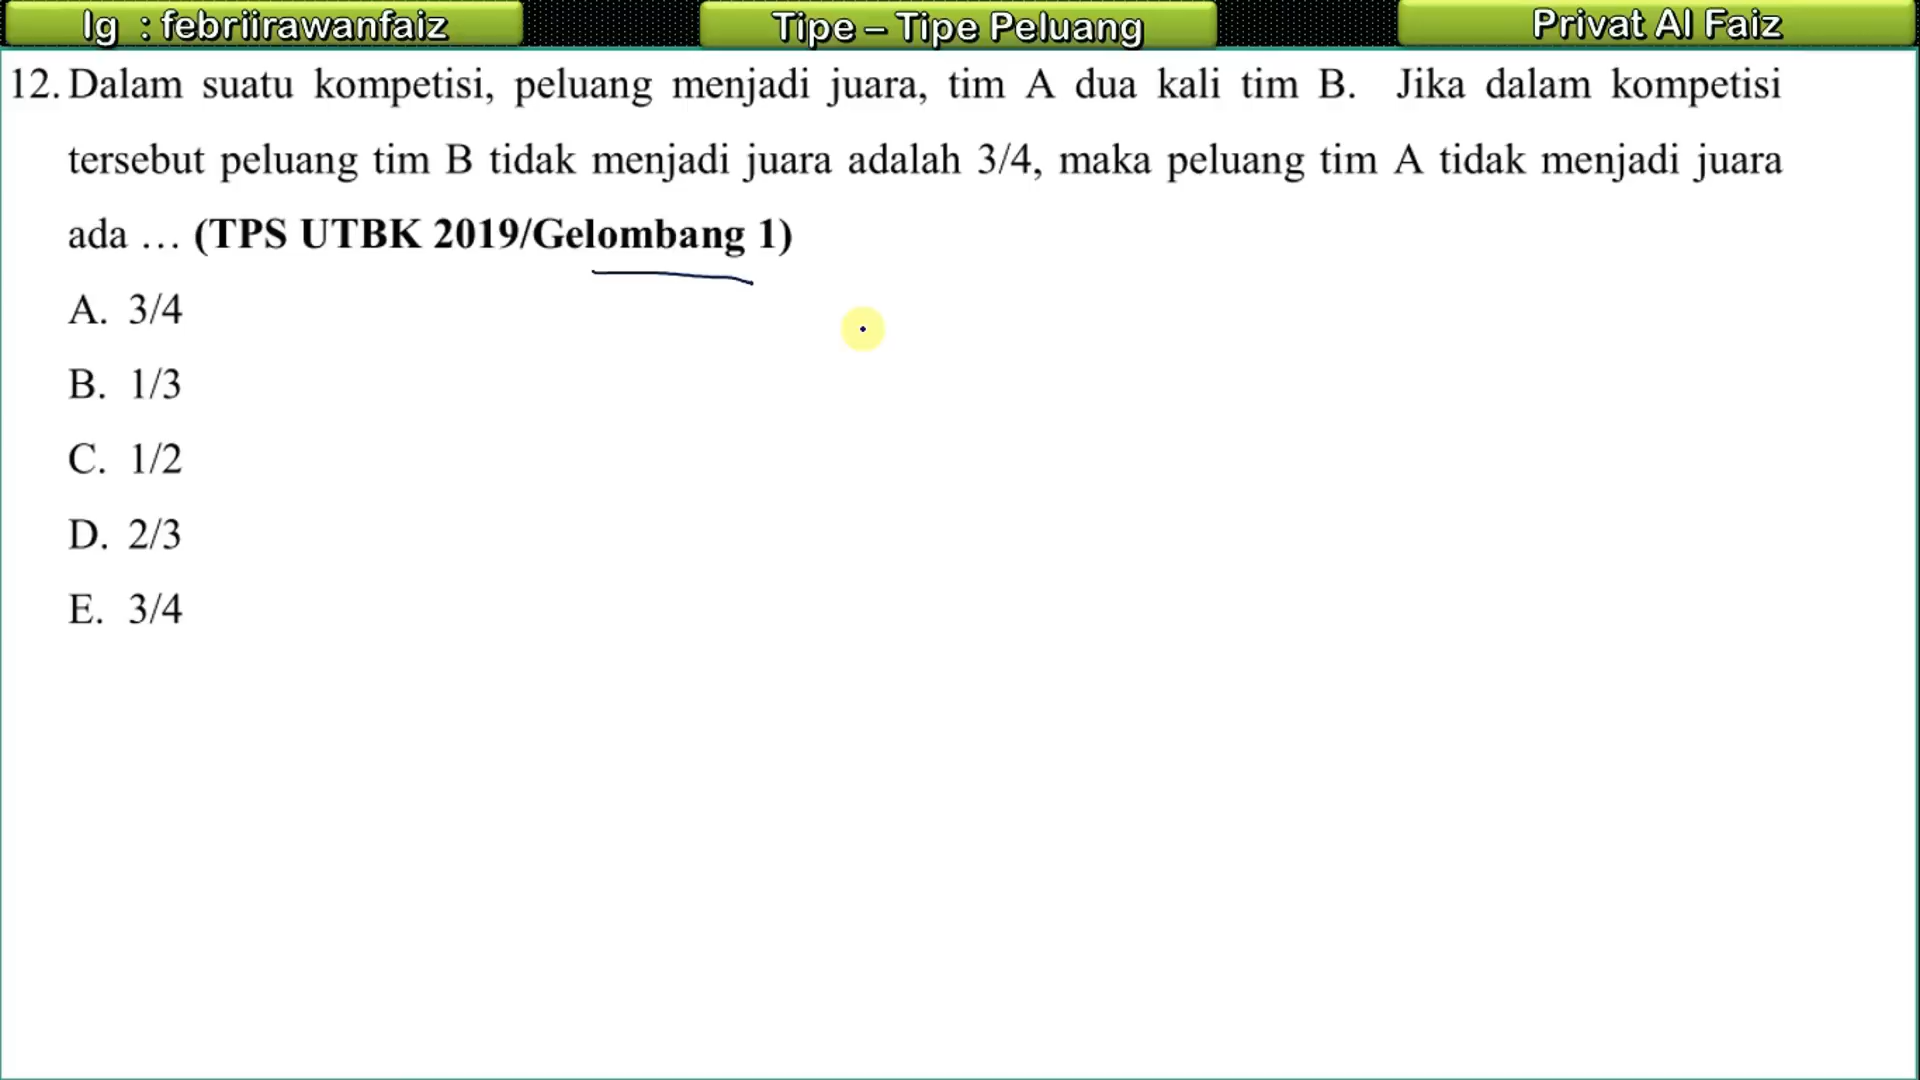 Ig : febriirawanfaiz
Tipe – Tipe Peluang
Privat Al Faiz
12. Dalam suatu kompetisi, peluang menjadi juara, tim A dua kali tim B. Jika dalam kompetisi
tersebut peluang tim B tidak menjadi juara adalah 3/4, maka peluang tim A tidak menjadi juara
ada … (TPS UTBK 2019/Gelombang 1)
A. 3/4
B. 1/3
C. 1/2
D. 2/3
E. 3/4